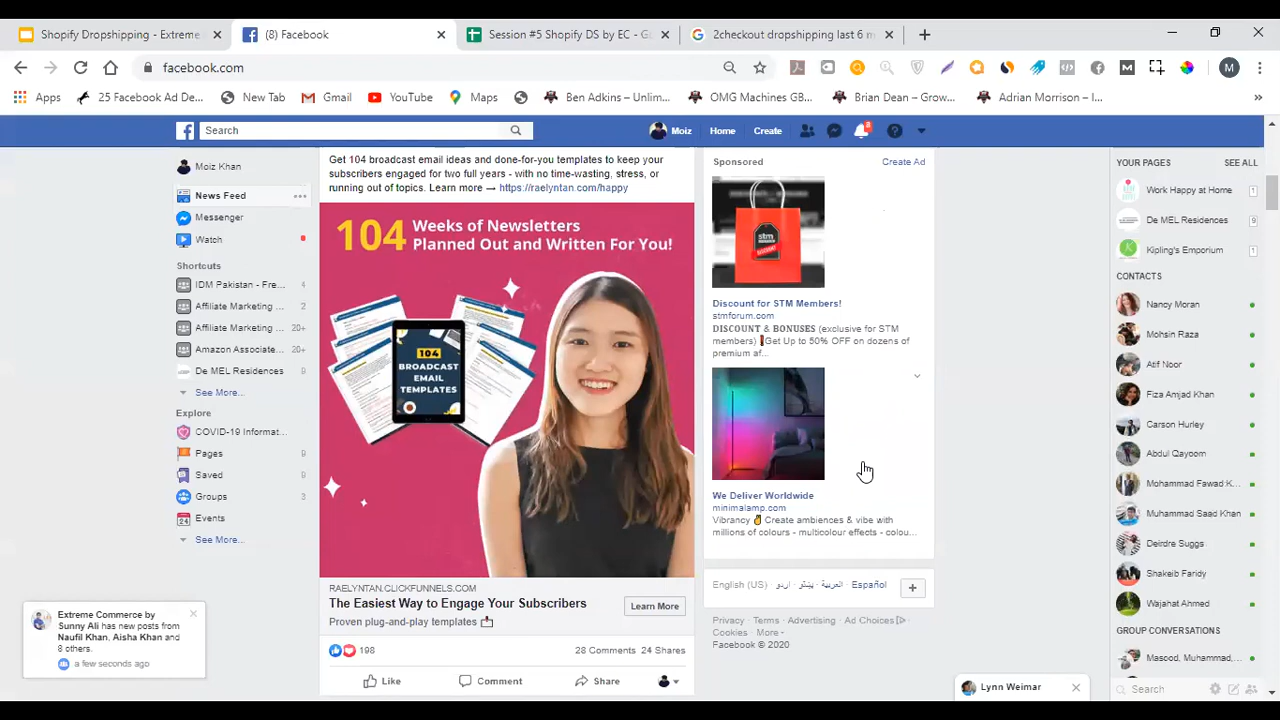 Shopify Dropshipping - Extreme
(8) Facebook
Session #5 Shopify DS by EC - G
2checkout dropshipping last 6 m
facebook.com
Apps
25 Facebook Ad De...
New Tab
Gmail
YouTube
Maps
Ben Adkins – Unlim...
OMG Machines GB...
Brian Dean – Grow...
Adrian Morrison – I...
Search
Moiz
Home
Create
8
Moiz Khan
News Feed
Messenger
Watch
Shortcuts
IDM Pakistan - Fre... 4
Affiliate Marketing ... 20+
Affiliate Marketing ... 20+
Amazon Associate... 20+
De MEL Residences 9
See More...
Explore
COVID-19 Informat...
Pages 9
Saved 9
Groups 3
Events
See More...
Get 104 broadcast email ideas and done-for-you templates to keep your
subscribers engaged for two full years - with no time-wasting, stress, or
running out of topics. Learn more → https://raelyntan.com/happy
104 Weeks of Newsletters
Planned Out and Written For You!
104
BROADCAST
EMAIL
TEMPLATES
RAELYNTAN.CLICKFUNNELS.COM
The Easiest Way to Engage Your Subscribers
Proven plug-and-play templates
Learn More
198
28 Comments 24 Shares
Like
Comment
Share
Sponsored
Create Ad
stm
DISCOUNT
Discount for STM Members!
stmforum.com
DISCOUNT & BONUSES (exclusive for STM
members) Get Up to 50% OFF on dozens of
premium af...
We Deliver Worldwide
minimalamp.com
Vibrancy Create ambiences & vibe with
millions of colours - multicolour effects - colou...
English (US) · اردو · پښتو · العربية · Español
Privacy · Terms · Advertising · Ad Choices
Cookies · More
Facebook © 2020
YOUR PAGES
SEE ALL
Work Happy at Home 1
De MEL Residences 9
Kipling's Emporium 1
CONTACTS
Nancy Moran
Mohsin Raza
Atif Noor
Fiza Amjad Khan
Carson Hurley
Abdul Qayoom
Mohammad Fawad K...
Muhammad Saad Khan
Deirdre Suggs
Shakeib Faridy
Wajahat Ahmed
GROUP CONVERSATIONS
Masood, Muhammad,...
Search
Extreme Commerce by
Sunny Ali has new posts from
Naufil Khan, Aisha Khan and
8 others.
a few seconds ago
Lynn Weimar